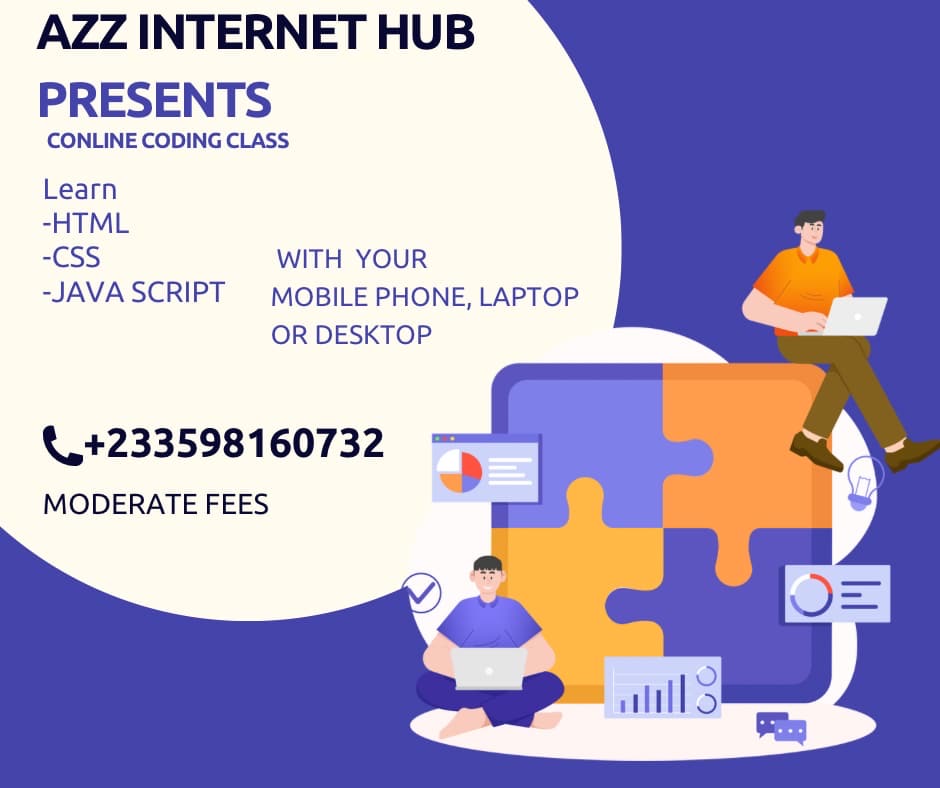 AZZ INTERNET HUB
PRESENTS
CONLINE CODING CLASS
Learn
-HTML
-CSS
-JAVA SCRIPT
WITH YOUR
MOBILE PHONE, LAPTOP
OR DESKTOP
+233598160732
MODERATE FEES